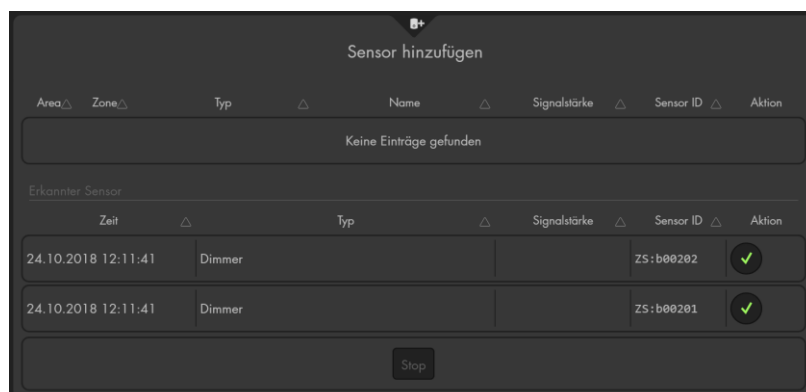 Sensor hinzufügen
Area Zone Typ Name Signalstärke Sensor ID Aktion
Keine Einträge gefunden
Erkannter Sensor
Zeit Typ Signalstärke Sensor ID Aktion
24.10.2018 12:11:41 Dimmer ZS:b00202
24.10.2018 12:11:41 Dimmer ZS:b00201
Stop